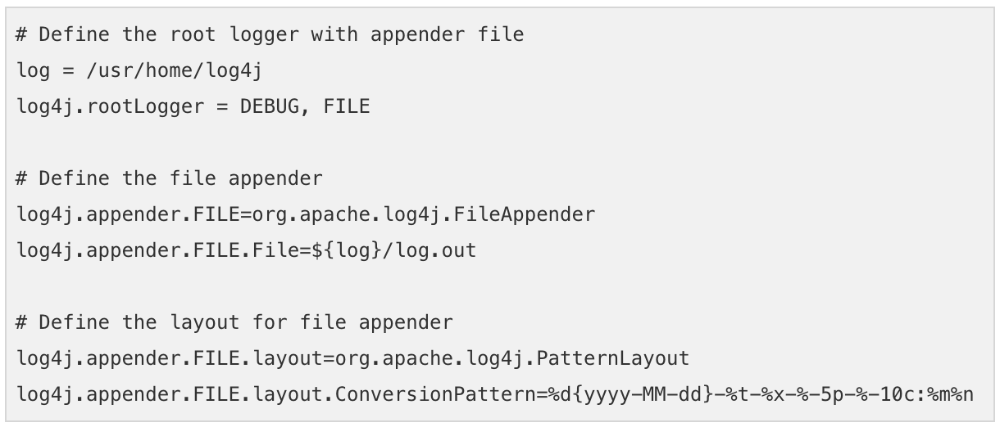 # Define the root logger with appender file
log = /usr/home/log4j
log4j.rootLogger = DEBUG, FILE
# Define the file appender
log4j.appender.FILE=org.apache.log4j.FileAppender
log4j.appender.FILE.File=${log}/log.out
# Define the layout for file appender
log4j.appender.FILE.layout=org.apache.log4j.PatternLayout
log4j.appender.FILE.layout.ConversionPattern=%d{yyyy-MM-dd}-%t-%x-%-5p-%-10c:%m%n